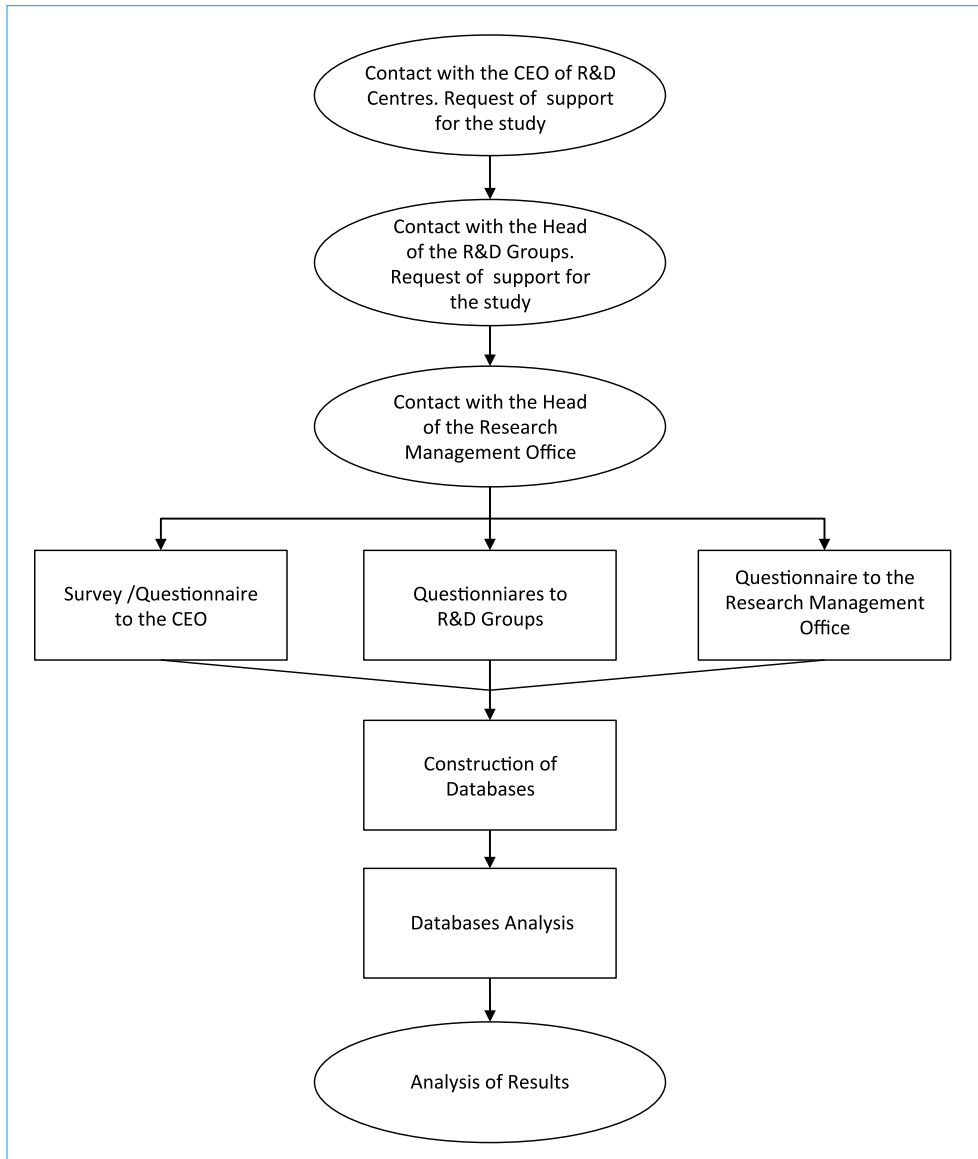 Contact with the CEO of R&D
Centres. Request of support
for the study
Contact with the Head
of the R&D Groups.
Request of support for
the study
Contact with the Head
of the Research
Management Office
Survey /Questionnaire
to the CEO
Questionniares to
R&D Groups
Questionnaire to the
Research Management
Office
Construction of
Databases
Databases Analysis
Analysis of Results